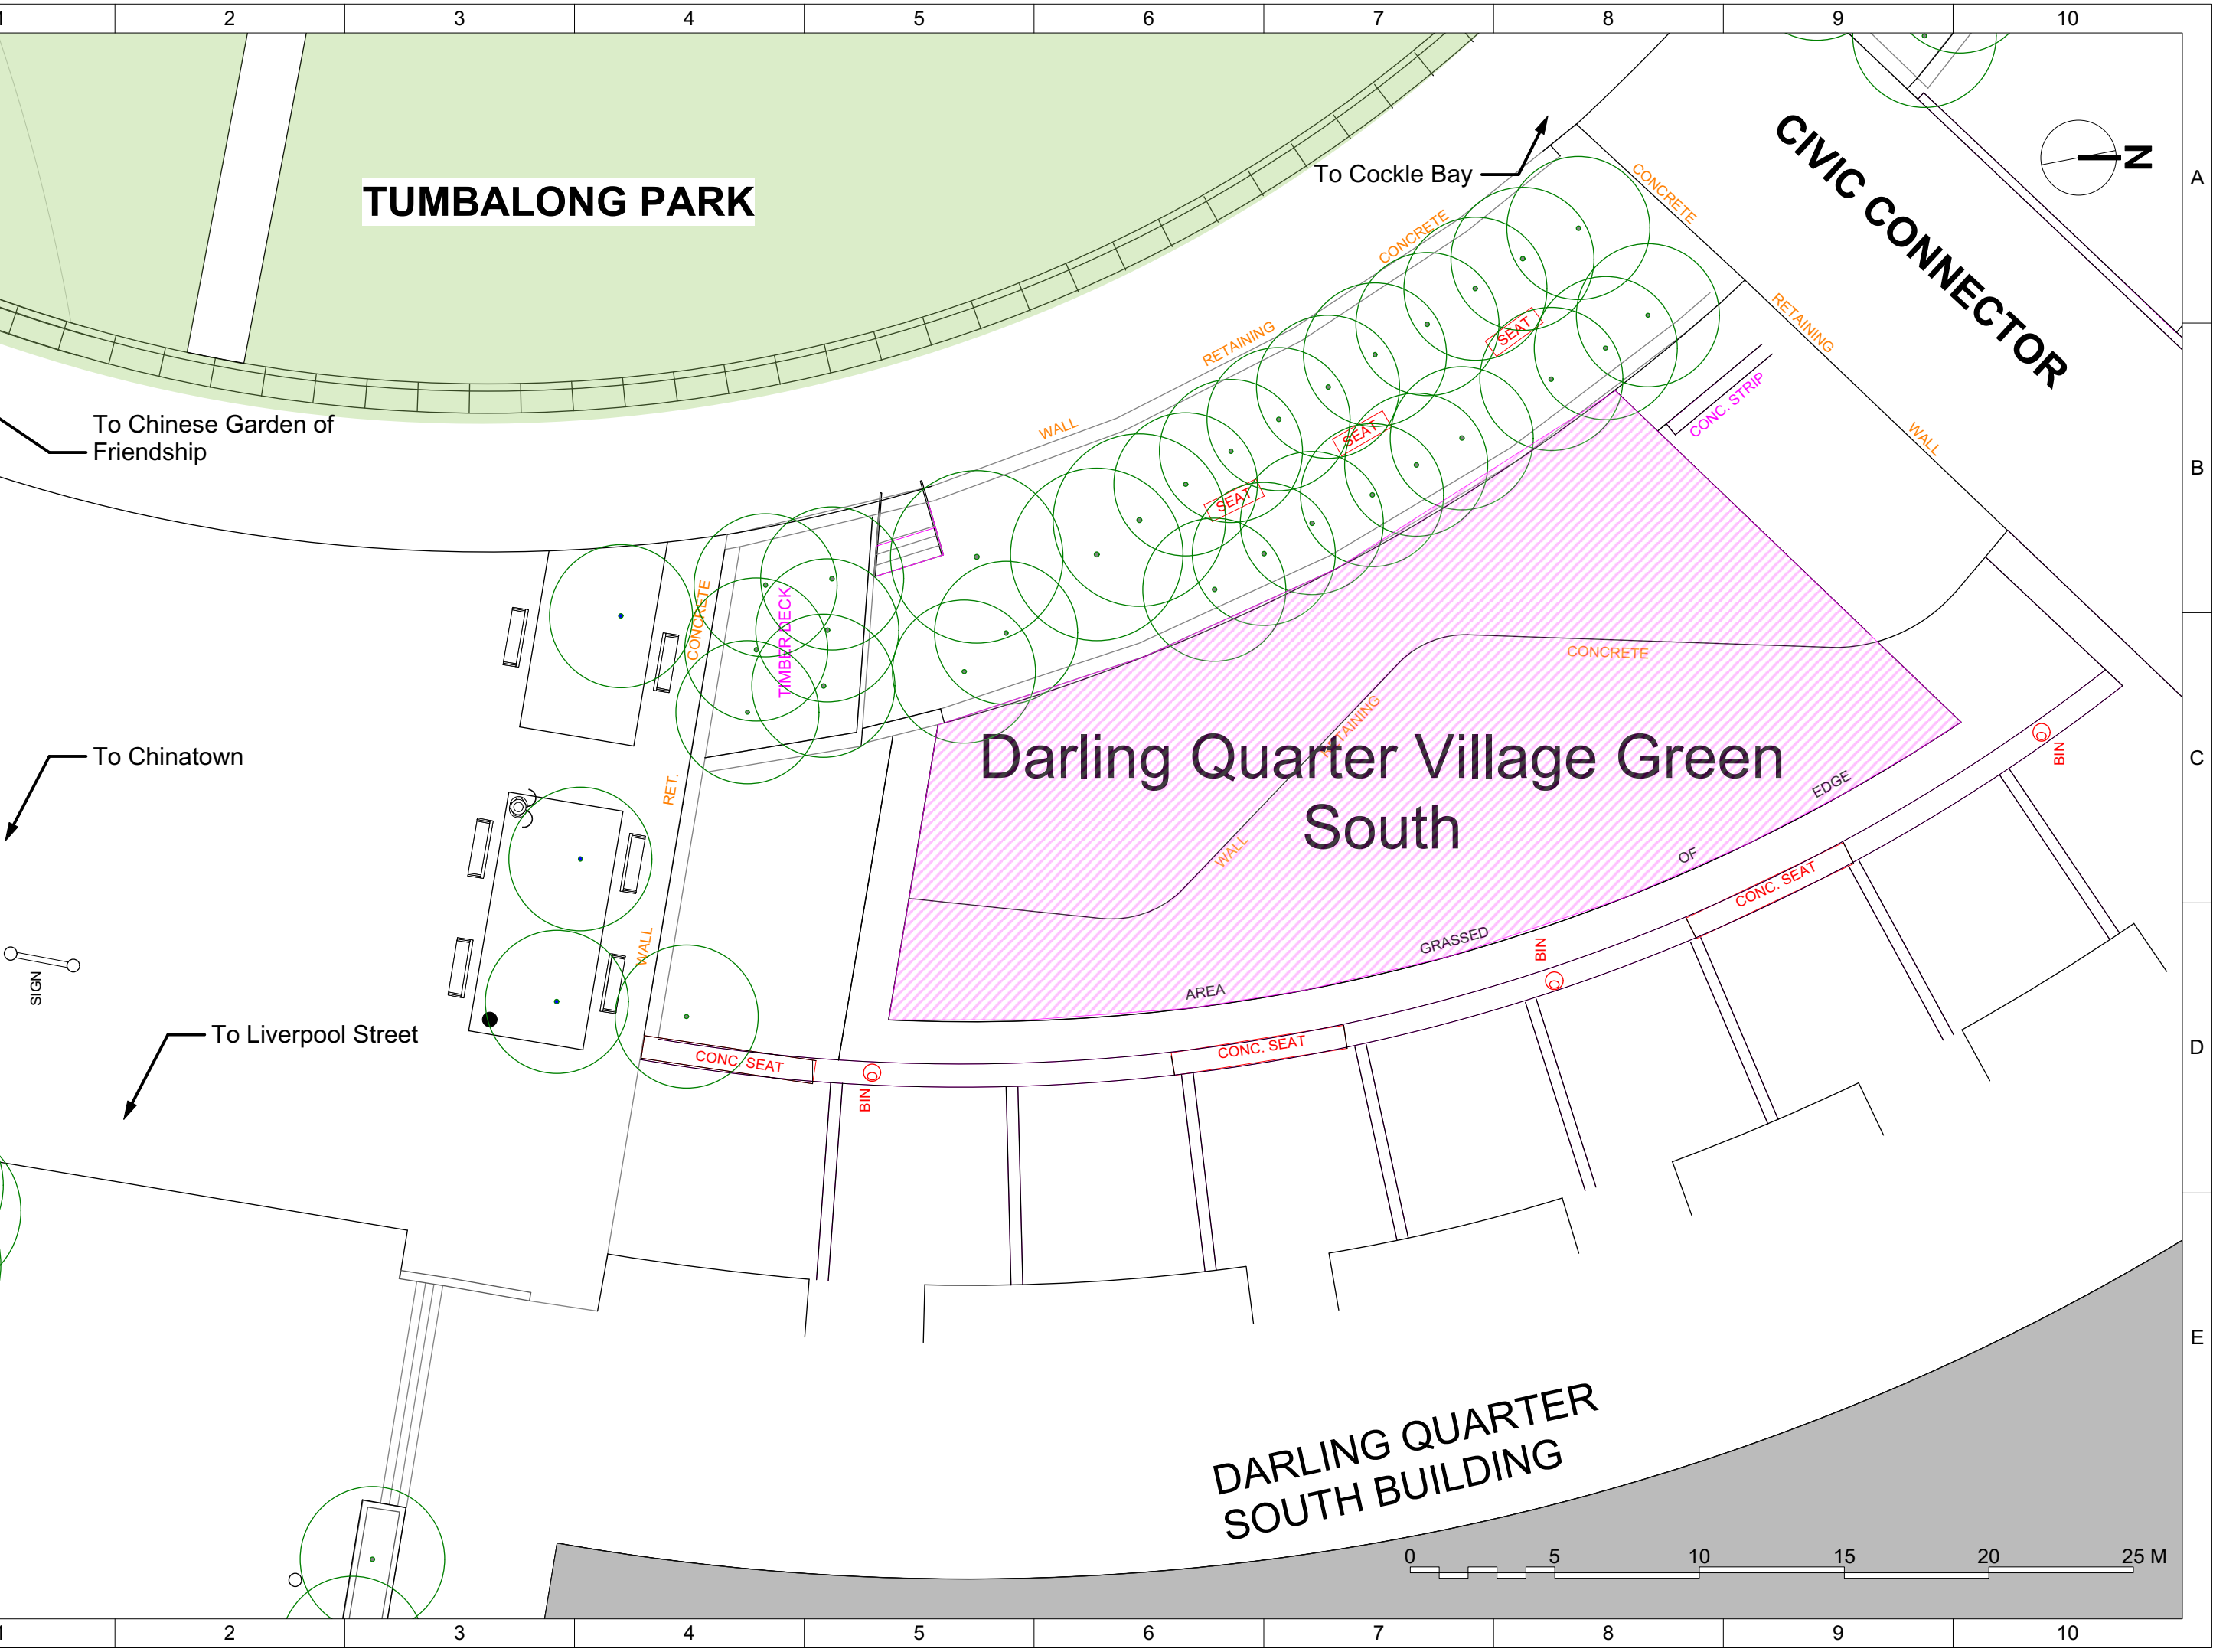 1
2
3
4
5
6
7
8
9
10
TUMBALONG PARK
To Cockle Bay
CIVIC CONNECTOR
N
A
CONCRETE
CONCRETE
RETAINING
RETAINING
WALL
WALL
SEAT
SEAT
SEAT
CONC. STRIP
To Chinese Garden of
Friendship
B
CONCRETE
TIMBER DECK
RET.
WALL
CONCRETE
RETAINING
WALL
To Chinatown
Darling Quarter Village Green
South
BIN
C
EDGE
OF
GRASSED
AREA
CONC. SEAT
BIN
SIGN
To Liverpool Street
CONC. SEAT
BIN
CONC. SEAT
D
E
DARLING QUARTER
SOUTH BUILDING
0 5 10 15 20 25 M
1
2
3
4
5
6
7
8
9
10